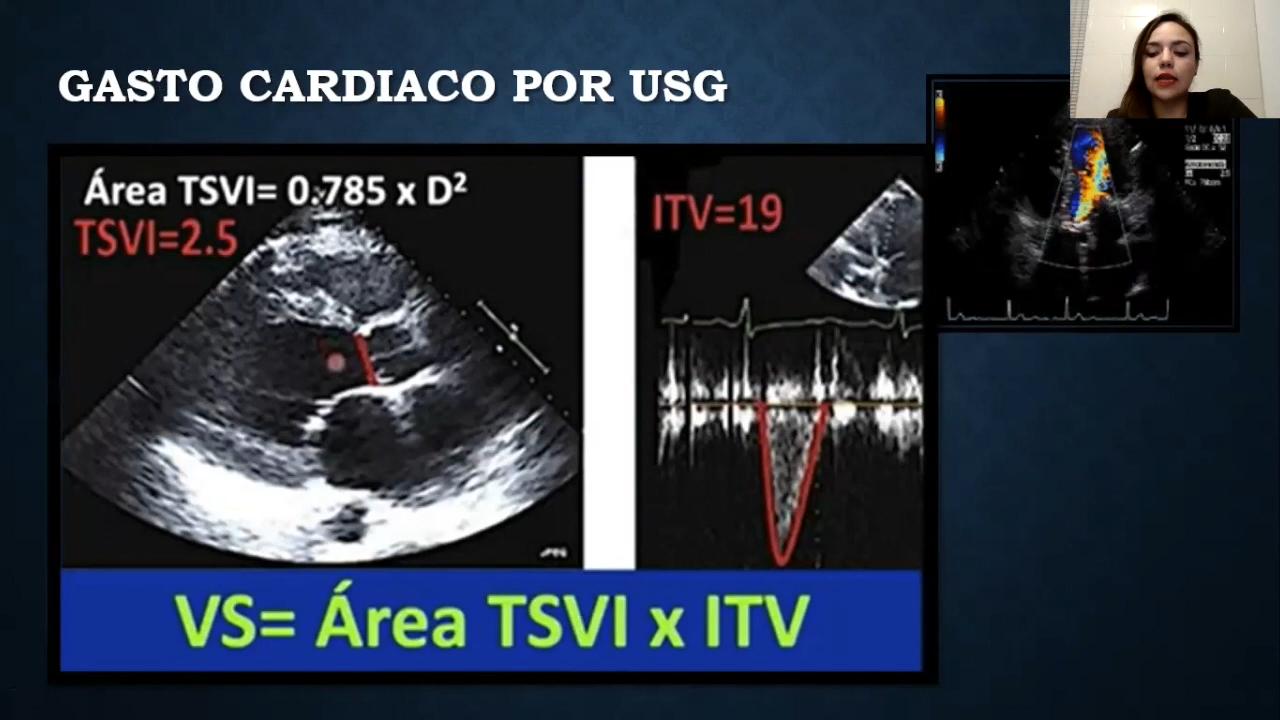 GASTO CARDIACO POR USG
Área TSVI= 0.785 x D²
TSVI=2.5
ITV=19
VS= Área TSVI x ITV